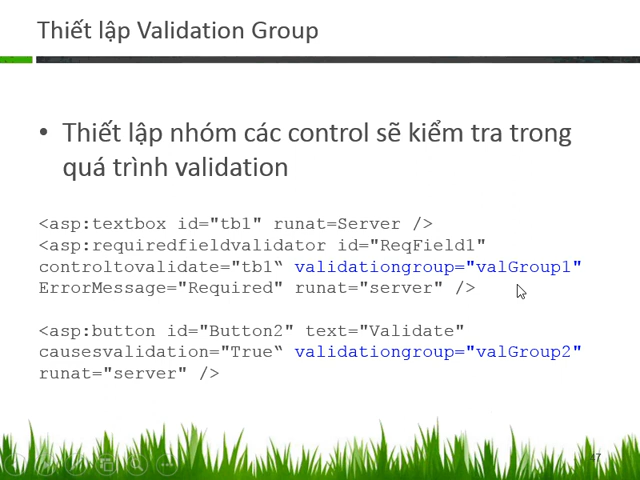 Thiết lập Validation Group
• Thiết lập nhóm các control sẽ kiểm tra trong
quá trình validation
<asp:textbox id="tb1" runat=Server />
<asp:requiredfieldvalidator id="ReqField1"
controltovalidate="tb1“ validationgroup="valGroup1"
ErrorMessage="Required" runat="server" />
<asp:button id="Button2" text="Validate"
causesvalidation="True“ validationgroup="valGroup2"
runat="server" />